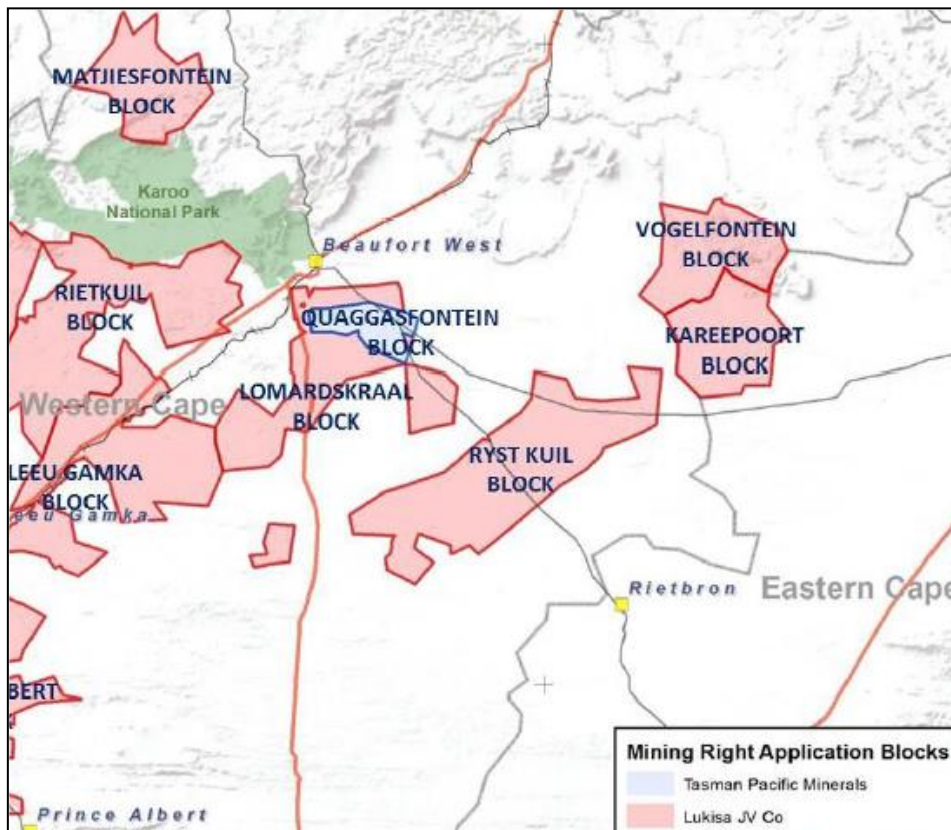 MATJIESFONTEIN
BLOCK
Karoo
National Park
Beaufort West
VOGELFONTEIN
BLOCK
RIETKUIL
BLOCK
QUAGGASFONTEIN
BLOCK
KAREEPOORT
BLOCK
LOMARDSKRAAL
BLOCK
Western Cape
RYST KUIL
BLOCK
LEEU GAMKA
BLOCK
eeu Gamka
Rietbron
Eastern Cape
BERT
Prince Albert
Mining Right Application Blocks
Tasman Pacific Minerals
Lukisa JV Co